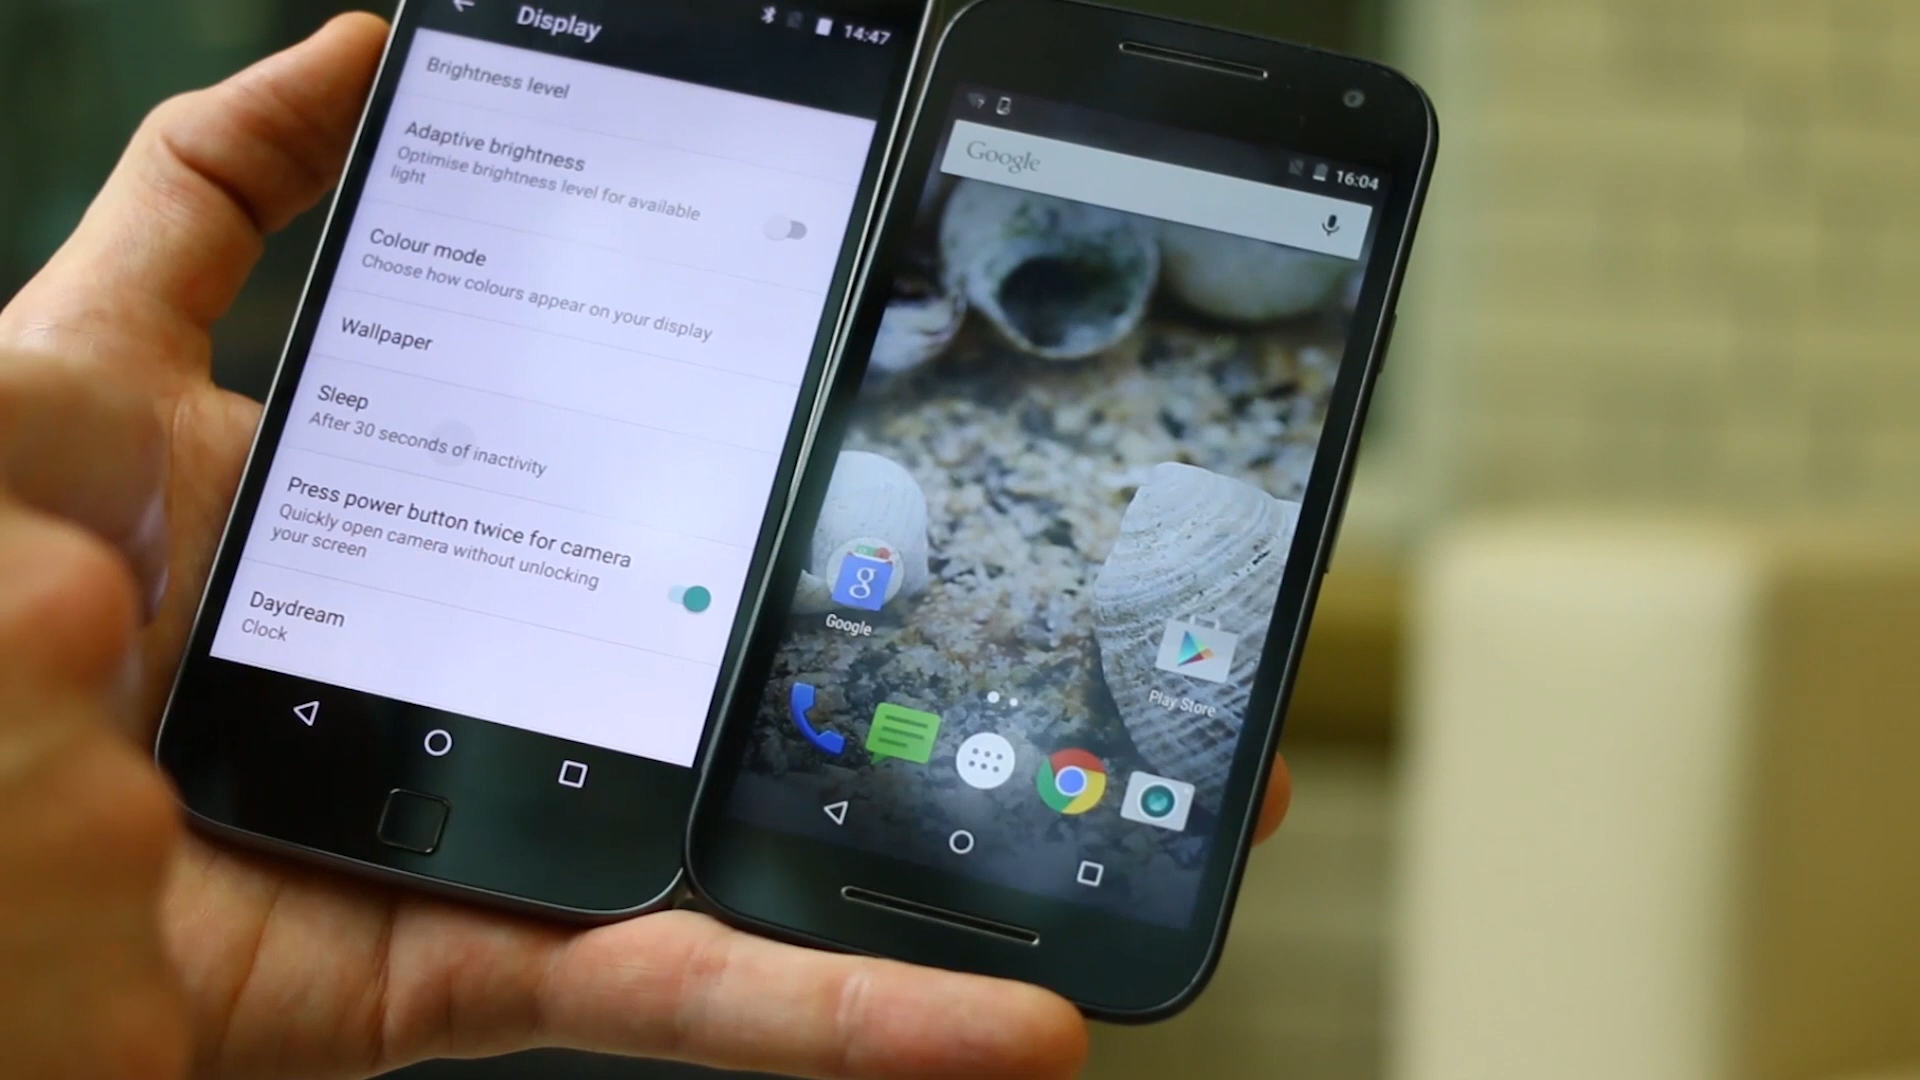 Display
14:47
Brightness level
Adaptive brightness
Optimise brightness level for available
light
Colour mode
Choose how colours appear on your display
Wallpaper
Sleep
After 30 seconds of inactivity
Press power button twice for camera
Quickly open camera without unlocking
your screen
Daydream
Clock
16:04
Google
g
Google
Play Store